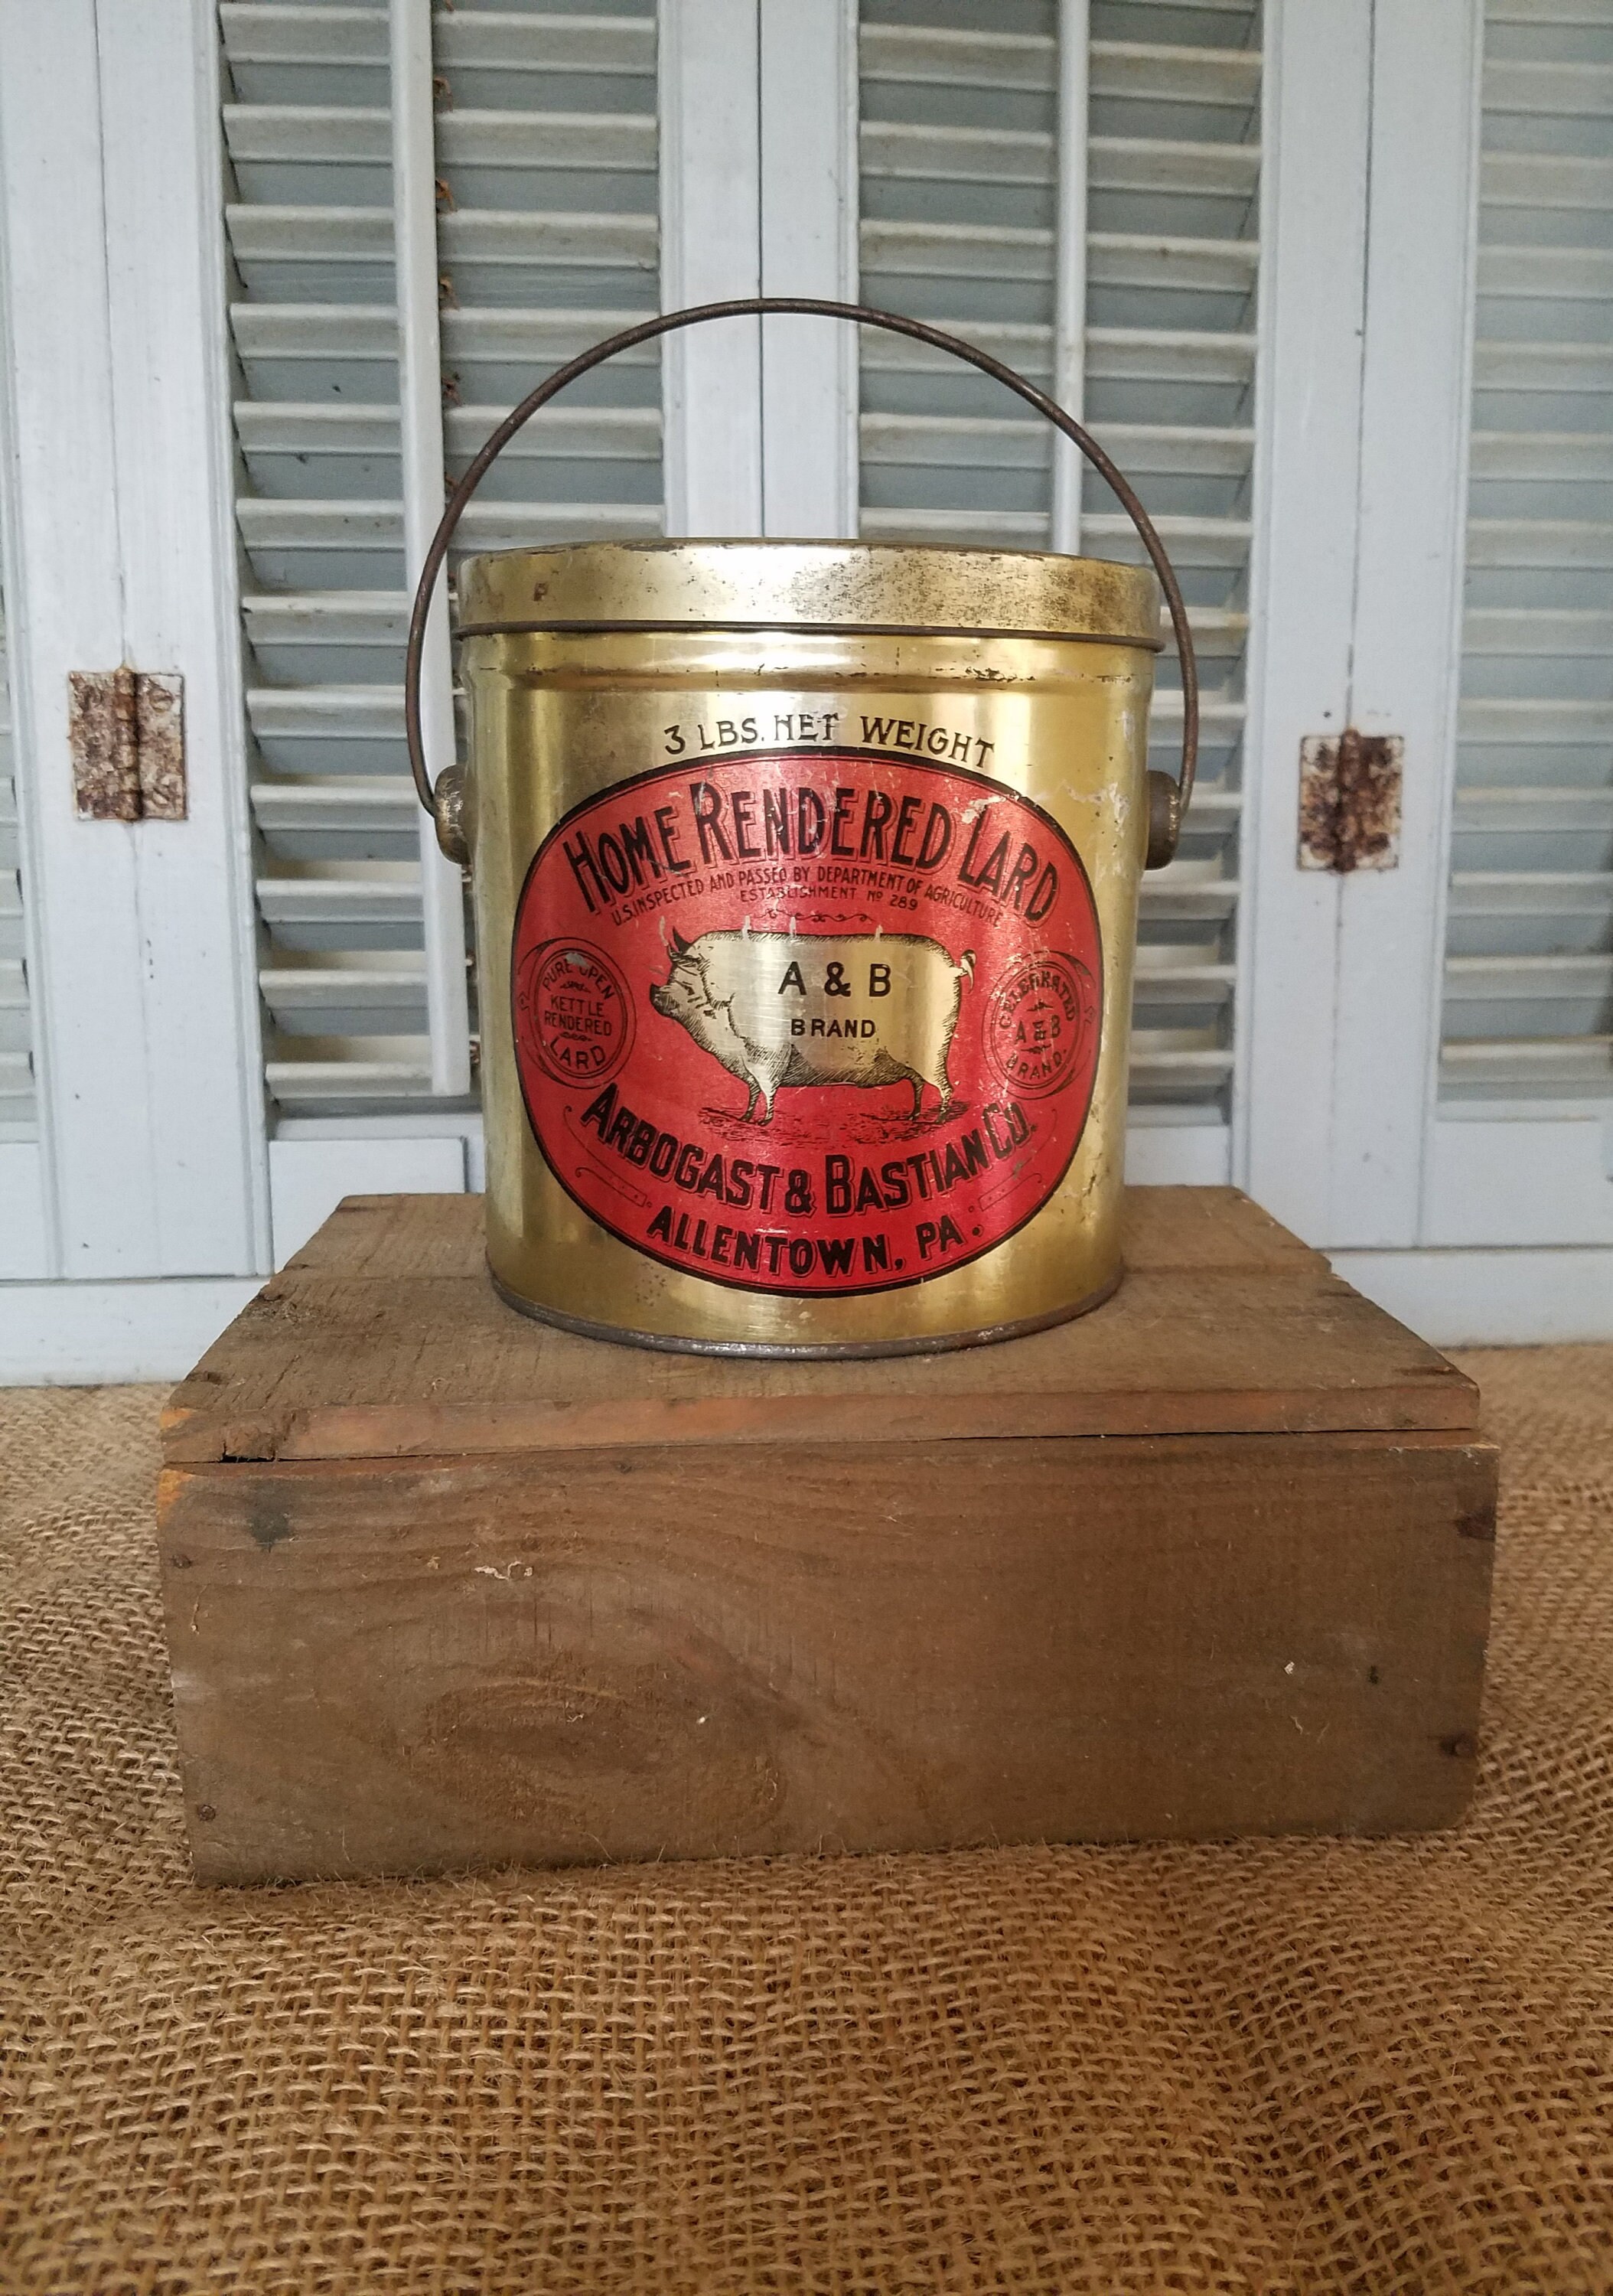 3 LBS. NET WEIGHT
HOME RENDERED LARD
U.S. INSPECTED AND PASSED BY DEPARTMENT OF AGRICULTURE
ESTABLISHMENT Nº 289
A & B
BRAND
PURE OPEN
KETTLE
RENDERED
LARD
CELEBRATED
A & B
BRAND
ARBOGAST & BASTIAN CO.
ALLENTOWN, PA.